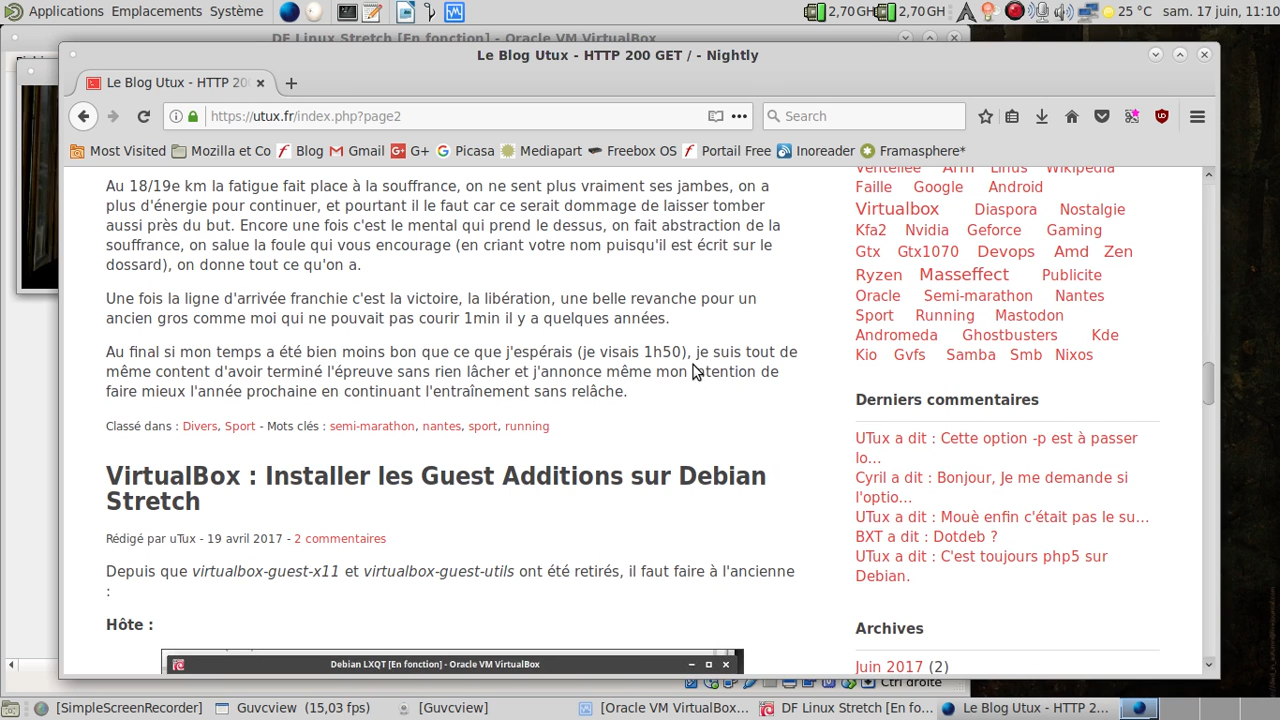 Applications Emplacements Système 2,70 GH 2,70 GH 25 °C sam. 17 juin, 11:10
DF Linux Stretch [En fonction] - Oracle VM VirtualBox
Le Blog Utux - HTTP 200 GET / - Nightly
Le Blog Utux - HTTP 20
https://utux.fr/index.php?page2 Search
Most Visited Mozilla et Co Blog Gmail G+ Picasa Mediapart Freebox OS Portail Free Inoreader Framasphere*
Au 18/19e km la fatigue fait place à la souffrance, on ne sent plus vraiment ses jambes, on a
plus d'énergie pour continuer, et pourtant il le faut car ce serait dommage de laisser tomber
aussi près du but. Encore une fois c'est le mental qui prend le dessus, on fait abstraction de la
souffrance, on salue la foule qui vous encourage (en criant votre nom puisqu'il est écrit sur le
dossard), on donne tout ce qu'on a.
Une fois la ligne d'arrivée franchie c'est la victoire, la libération, une belle revanche pour un
ancien gros comme moi qui ne pouvait pas courir 1min il y a quelques années.
Au final si mon temps a été bien moins bon que ce que j'espérais (je visais 1h50), je suis tout de
même content d'avoir terminé l'épreuve sans rien lâcher et j'annonce même mon intention de
faire mieux l'année prochaine en continuant l'entraînement sans relâche.
Classé dans : Divers, Sport - Mots clés : semi-marathon, nantes, sport, running
VirtualBox : Installer les Guest Additions sur Debian
Stretch
Rédigé par uTux - 19 avril 2017 - 2 commentaires
Depuis que virtualbox-guest-x11 et virtualbox-guest-utils ont été retirés, il faut faire à l'ancienne
:
Hôte :
Debian LXQT [En fonction] - Oracle VM VirtualBox
Ventellee Arm Linus Wikipedia
Faille Google Android
Virtualbox Diaspora Nostalgie
Kfa2 Nvidia Geforce Gaming
Gtx Gtx1070 Devops Amd Zen
Ryzen Masseffect Publicite
Oracle Semi-marathon Nantes
Sport Running Mastodon
Andromeda Ghostbusters Kde
Kio Gvfs Samba Smb Nixos
Derniers commentaires
UTux a dit : Cette option -p est à passer
lo...
Cyril a dit : Bonjour, Je me demande si
l'optio...
UTux a dit : Mouè enfin c'était pas le su...
BXT a dit : Dotdeb ?
UTux a dit : C'est toujours php5 sur
Debian.
Archives
Juin 2017 (2)
Ctrl droite
[SimpleScreenRecorder] Guvcview (15,03 fps) [Guvcview] [Oracle VM VirtualBox... DF Linux Stretch [En fo... Le Blog Utux - HTTP 2...